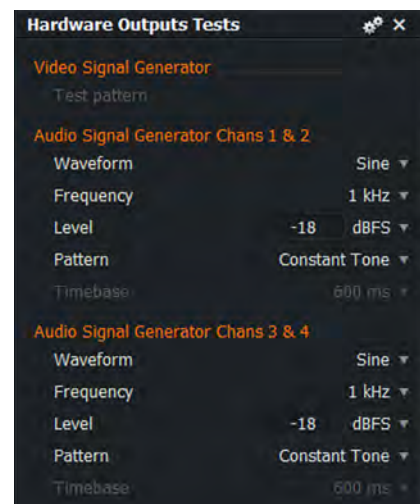 Hardware Outputs Tests
Video Signal Generator
Test pattern
Audio Signal Generator Chans 1 & 2
Waveform Sine
Frequency 1 kHz
Level -18 dBFS
Pattern Constant Tone
Timebase 600 ms
Audio Signal Generator Chans 3 & 4
Waveform Sine
Frequency 1 kHz
Level -18 dBFS
Pattern Constant Tone
Timebase 600 ms